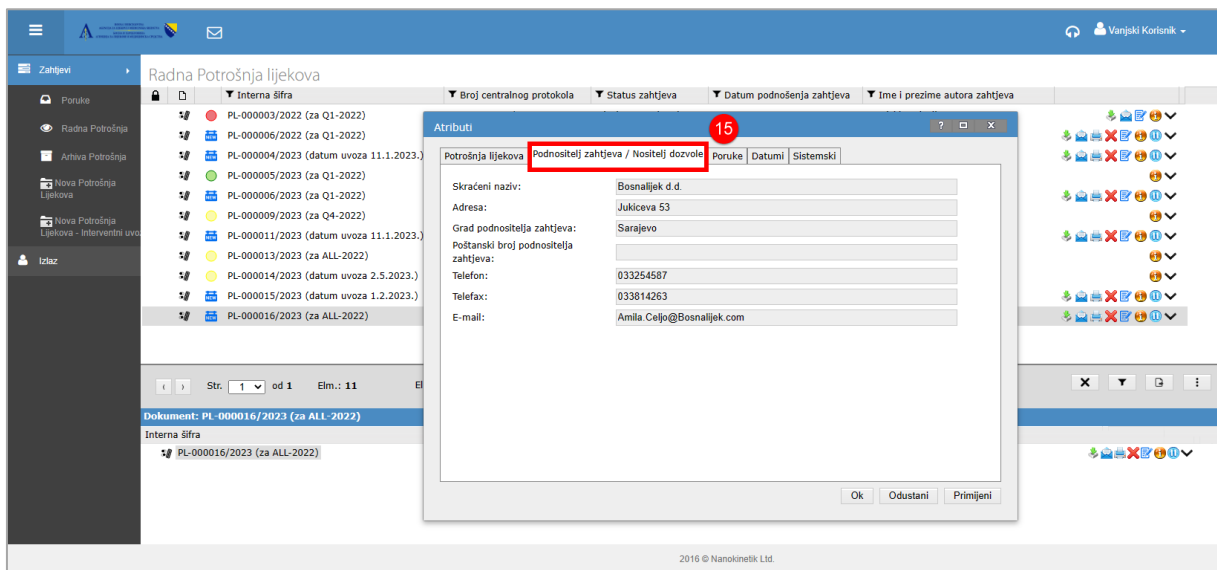 Vanjski Korisnik
Zahtjevi
Poruke
Radna Potrošnja
Arhiva Potrošnja
Nova Potrošnja
Lijekova
Nova Potrošnja
Lijekova - Interventni uvoz
Izlaz
Radna Potrošnja lijekova
Interna šifra Broj centralnog protokola Status zahtjeva Datum podnošenja zahtjeva Ime i prezime autora zahtjeva
PL-000003/2022 (za Q1-2022)
PL-000006/2022 (za Q1-2022)
PL-000004/2023 (datum uvoza 11.1.2023.)
PL-000005/2023 (za Q1-2022)
PL-000006/2023 (za Q1-2022)
PL-000009/2023 (za Q4-2022)
PL-000011/2023 (datum uvoza 11.1.2023.)
PL-000013/2023 (za ALL-2022)
PL-000014/2023 (datum uvoza 2.5.2023.)
PL-000015/2023 (datum uvoza 1.2.2023.)
PL-000016/2023 (za ALL-2022)
Str. 1 od 1 Elm.: 11 El
Dokument: PL-000016/2023 (za ALL-2022)
Interna šifra
PL-000016/2023 (za ALL-2022)
Atributi
15
? X
Potrošnja lijekova Podnositelj zahtjeva / Nositelj dozvole Poruke Datumi Sistemski
Skraćeni naziv: Bosnalijek d.d.
Adresa: Jukiceva 53
Grad podnositelja zahtjeva: Sarajevo
Poštanski broj podnositelja
zahtjeva:
Telefon: 033254587
Telefax: 033814263
E-mail: Amila.Celjo@Bosnalijek.com
Ok Odustani Primijeni
2016 © Nanokinetik Ltd.